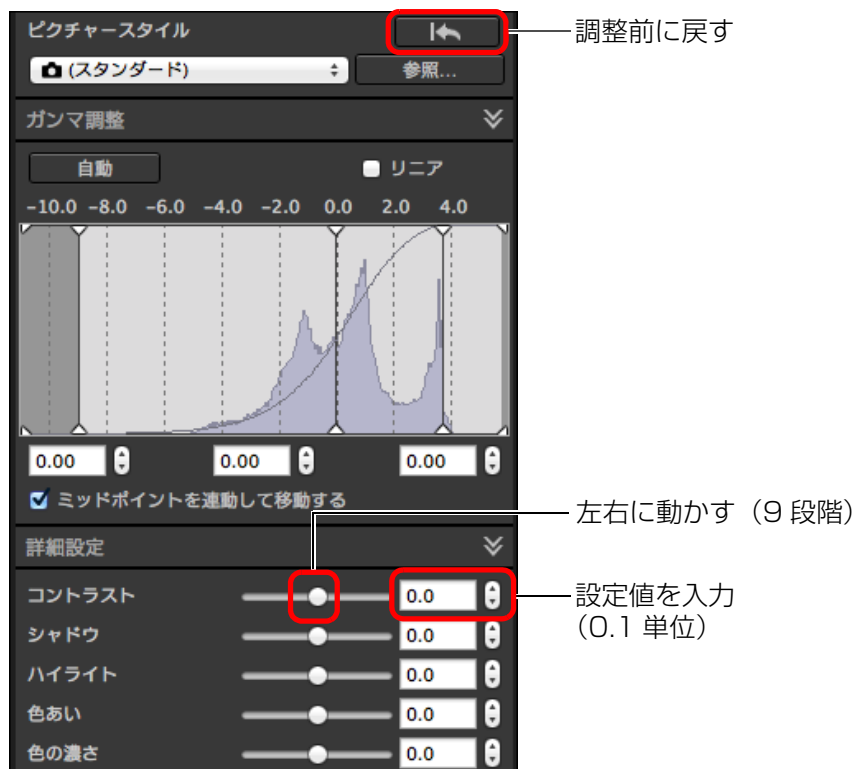 ピクチャースタイル
調整前に戻す
(スタンダード)
参照...
ガンマ調整
自動
リニア
-10.0 -8.0 -6.0 -4.0 -2.0 0.0 2.0 4.0
0.00 0.00 0.00
ミッドポイントを連動して移動する
左右に動かす（9 段階）
詳細設定
コントラスト 0.0
設定値を入力
（0.1 単位）
シャドウ 0.0
ハイライト 0.0
色あい 0.0
色の濃さ 0.0